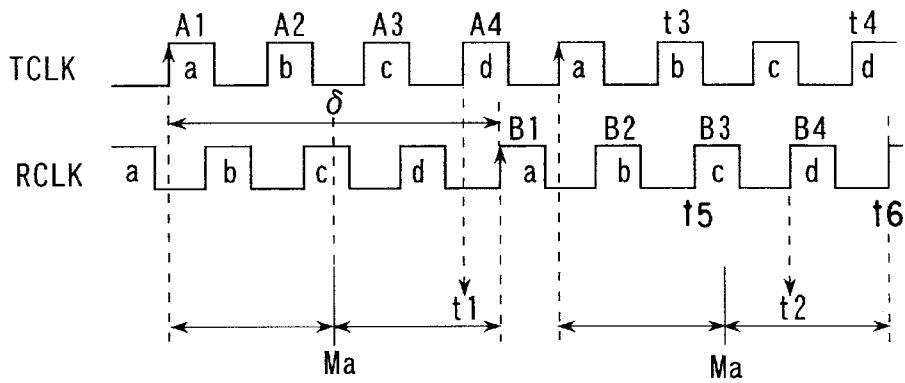 A1 A2 A3 A4 t3 t4
TCLK a b c d a b c d
δ
B1 B2 B3 B4
RCLK a b c d a b c d
t5 t6
t1 t2
Ma Ma